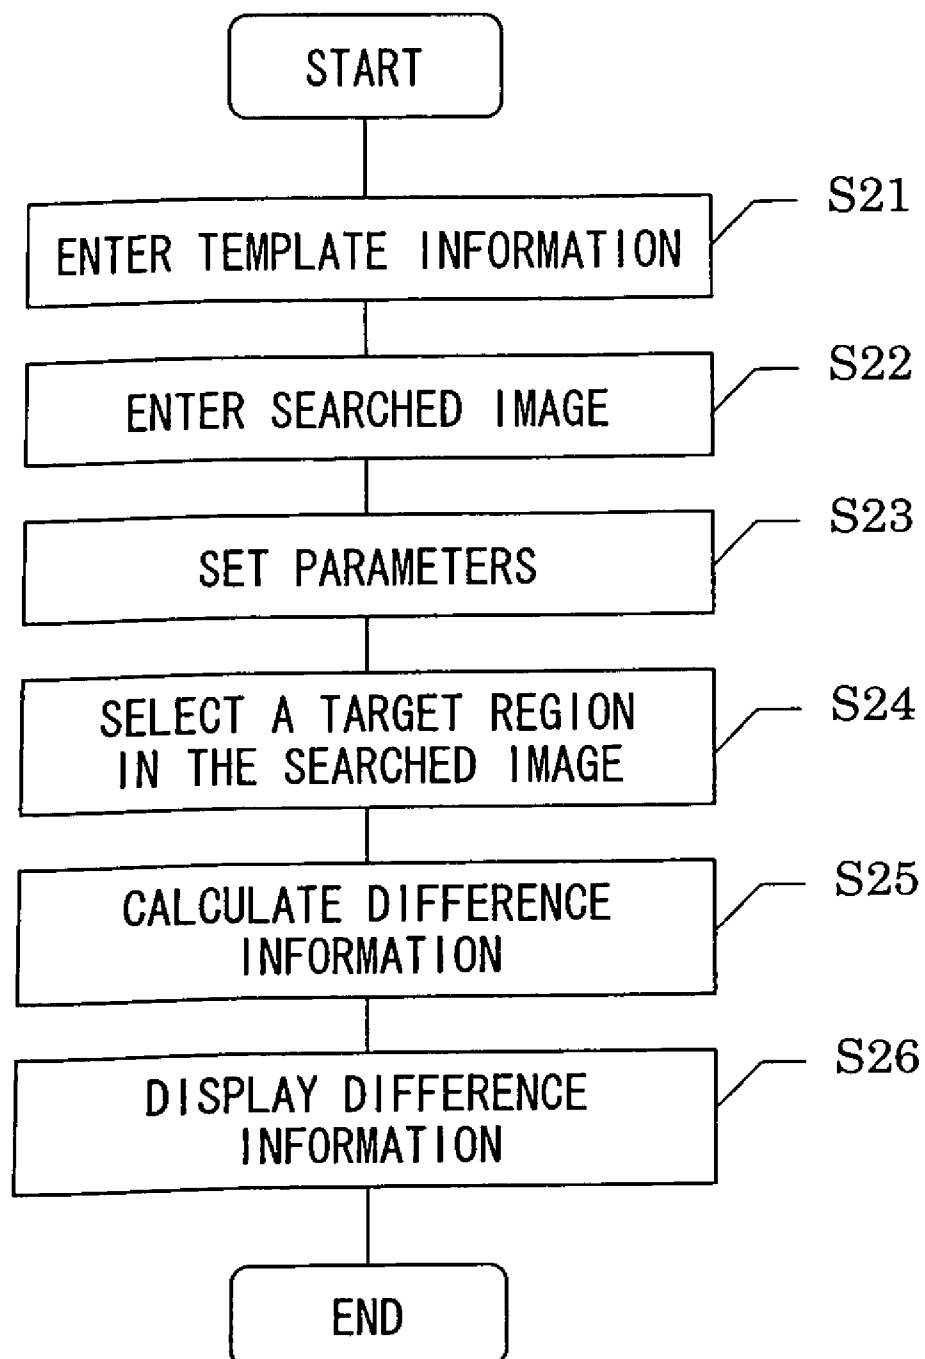 START
S21
ENTER TEMPLATE INFORMATION
S22
ENTER SEARCHED IMAGE
S23
SET PARAMETERS
S24
SELECT A TARGET REGION
IN THE SEARCHED IMAGE
S25
CALCULATE DIFFERENCE
INFORMATION
S26
DISPLAY DIFFERENCE
INFORMATION
END